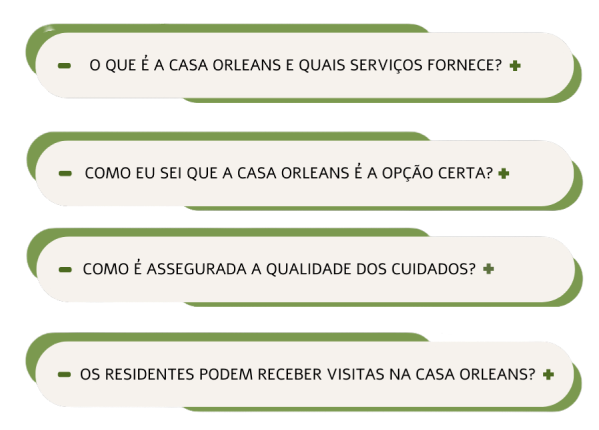 O QUE É A CASA ORLEANS E QUAIS SERVIÇOS FORNECE?
COMO EU SEI QUE A CASA ORLEANS É A OPÇÃO CERTA?
COMO É ASSEGURADA A QUALIDADE DOS CUIDADOS?
OS RESIDENTES PODEM RECEBER VISITAS NA CASA ORLEANS?